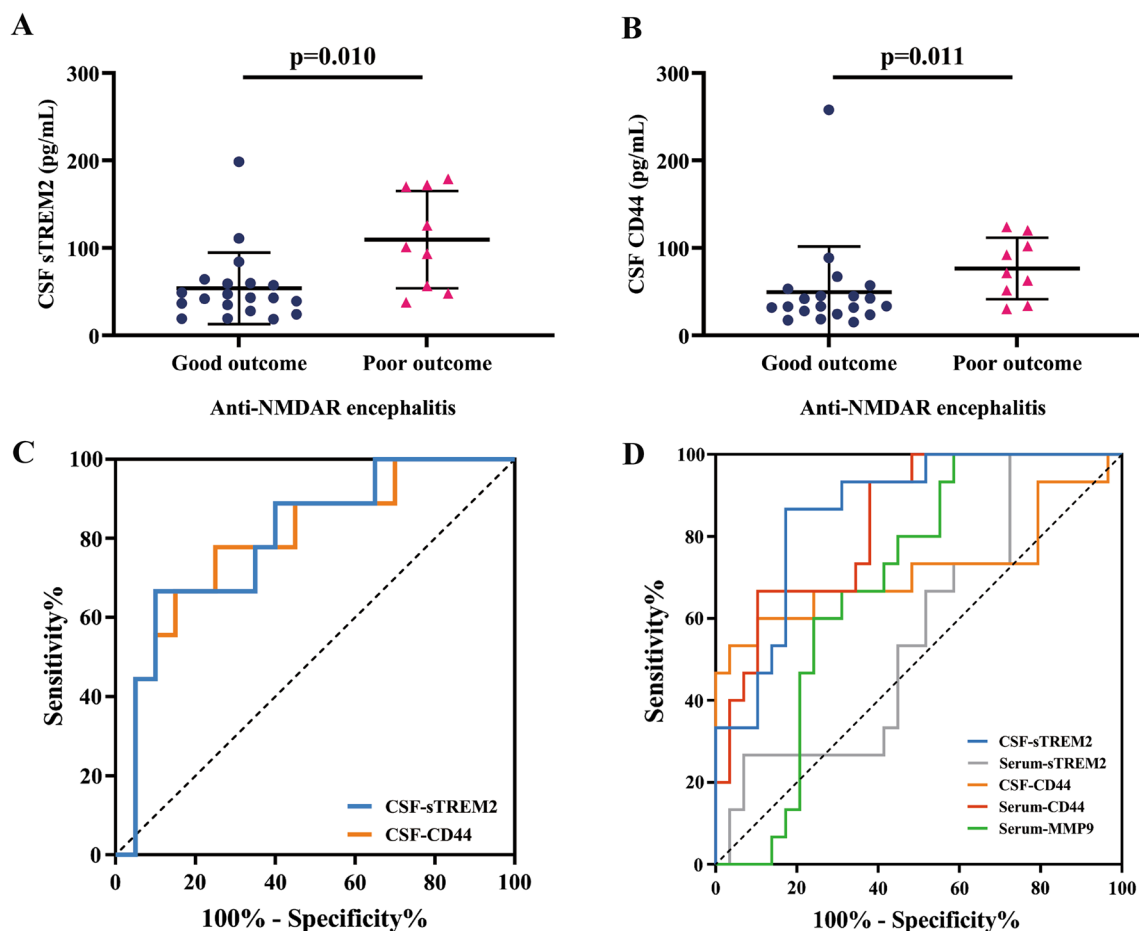 A
p=0.010
CSF sTREM2 (pg/mL)
300
200
100
0
Good outcome
Poor outcome
Anti-NMDAR encephalitis
B
p=0.011
CSF CD44 (pg/mL)
300
200
100
0
Good outcome
Poor outcome
Anti-NMDAR encephalitis
C
Sensitivity%
100
80
60
40
20
0
CSF-sTREM2
CSF-CD44
0
20
40
60
80
100
100% - Specificity%
D
Sensitivity%
100
80
60
40
20
0
CSF-sTREM2
Serum-sTREM2
CSF-CD44
Serum-CD44
Serum-MMP9
0
20
40
60
80
100
100% - Specificity%